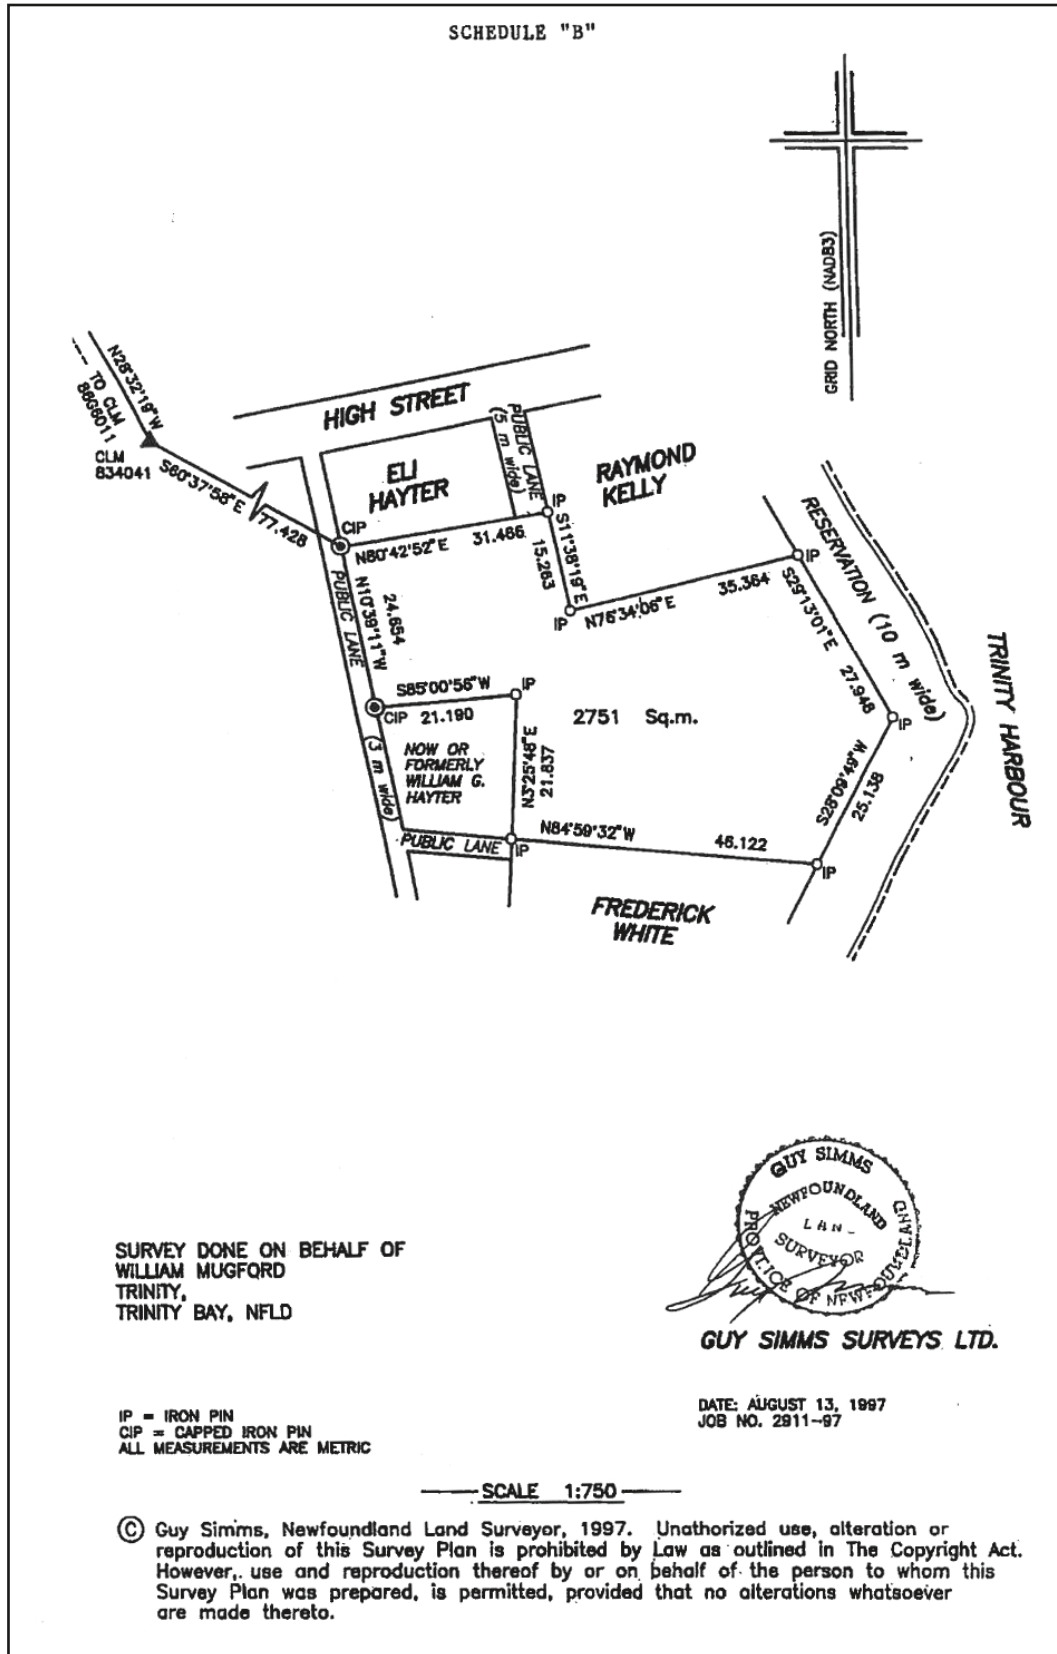 SCHEDULE "B"
GRID NORTH (NAD83)
N28°32'19"W
TO CLM
86G6011
CLM
834041
S60°37'58"E
77.428
HIGH STREET
PUBLIC LANE
(5 m wide)
ELI
HAYTER
RAYMOND
KELLY
CIP
N80°42'52"E
31.466
IP
S11°38'19"E
15.263
IP
N76°34'06"E
35.364
IP
RESERVATION (10 m wide)
S29°13'01"E
27.948
TRINITY HARBOUR
PUBLIC LANE
N10°39'11"W
24.654
S85°00'56"W
21.190
IP
CIP
2751 Sq.m.
IP
(3 m wide)
NOW OR
FORMERLY
WILLIAM G.
HAYTER
N3°25'48"E
21.837
S28°09'49"W
25.138
PUBLIC LANE
IP
N84°59'32"W
46.122
IP
FREDERICK
WHITE
GUY SIMMS
NEWFOUNDLAND
LAN
SURVEYOR
PROVINCE OF NEWFOUNDLAND
SURVEY DONE ON BEHALF OF
WILLIAM MUGFORD
TRINITY,
TRINITY BAY, NFLD
GUY SIMMS SURVEYS LTD.
IP = IRON PIN
CIP = CAPPED IRON PIN
ALL MEASUREMENTS ARE METRIC
DATE: AUGUST 13, 1997
JOB NO. 2911-97
SCALE 1:750
© Guy Simms, Newfoundland Land Surveyor, 1997. Unathorized use, alteration or
reproduction of this Survey Plan is prohibited by Law as outlined in The Copyright Act.
However, use and reproduction thereof by or on behalf of the person to whom this
Survey Plan was prepared, is permitted, provided that no alterations whatsoever
are made thereto.